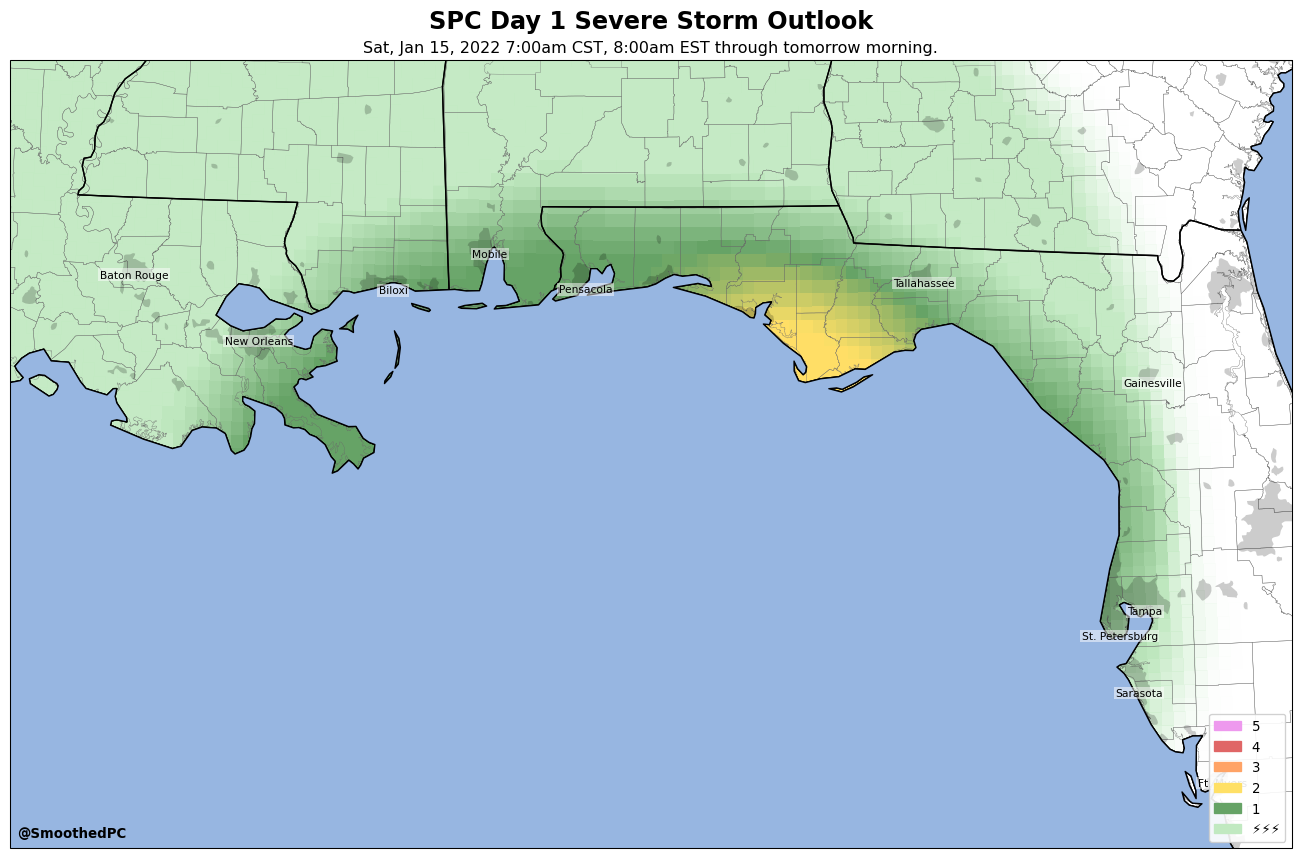 SPC Day 1 Severe Storm Outlook
Sat, Jan 15, 2022 7:00am CST, 8:00am EST through tomorrow morning.
Mobile
Baton Rouge
Biloxi
Pensacola
Tallahassee
New Orleans
Gainesville
Tampa
St. Petersburg
Sarasota
Ft
5
4
3
2
1
⚡⚡⚡
@SmoothedPC